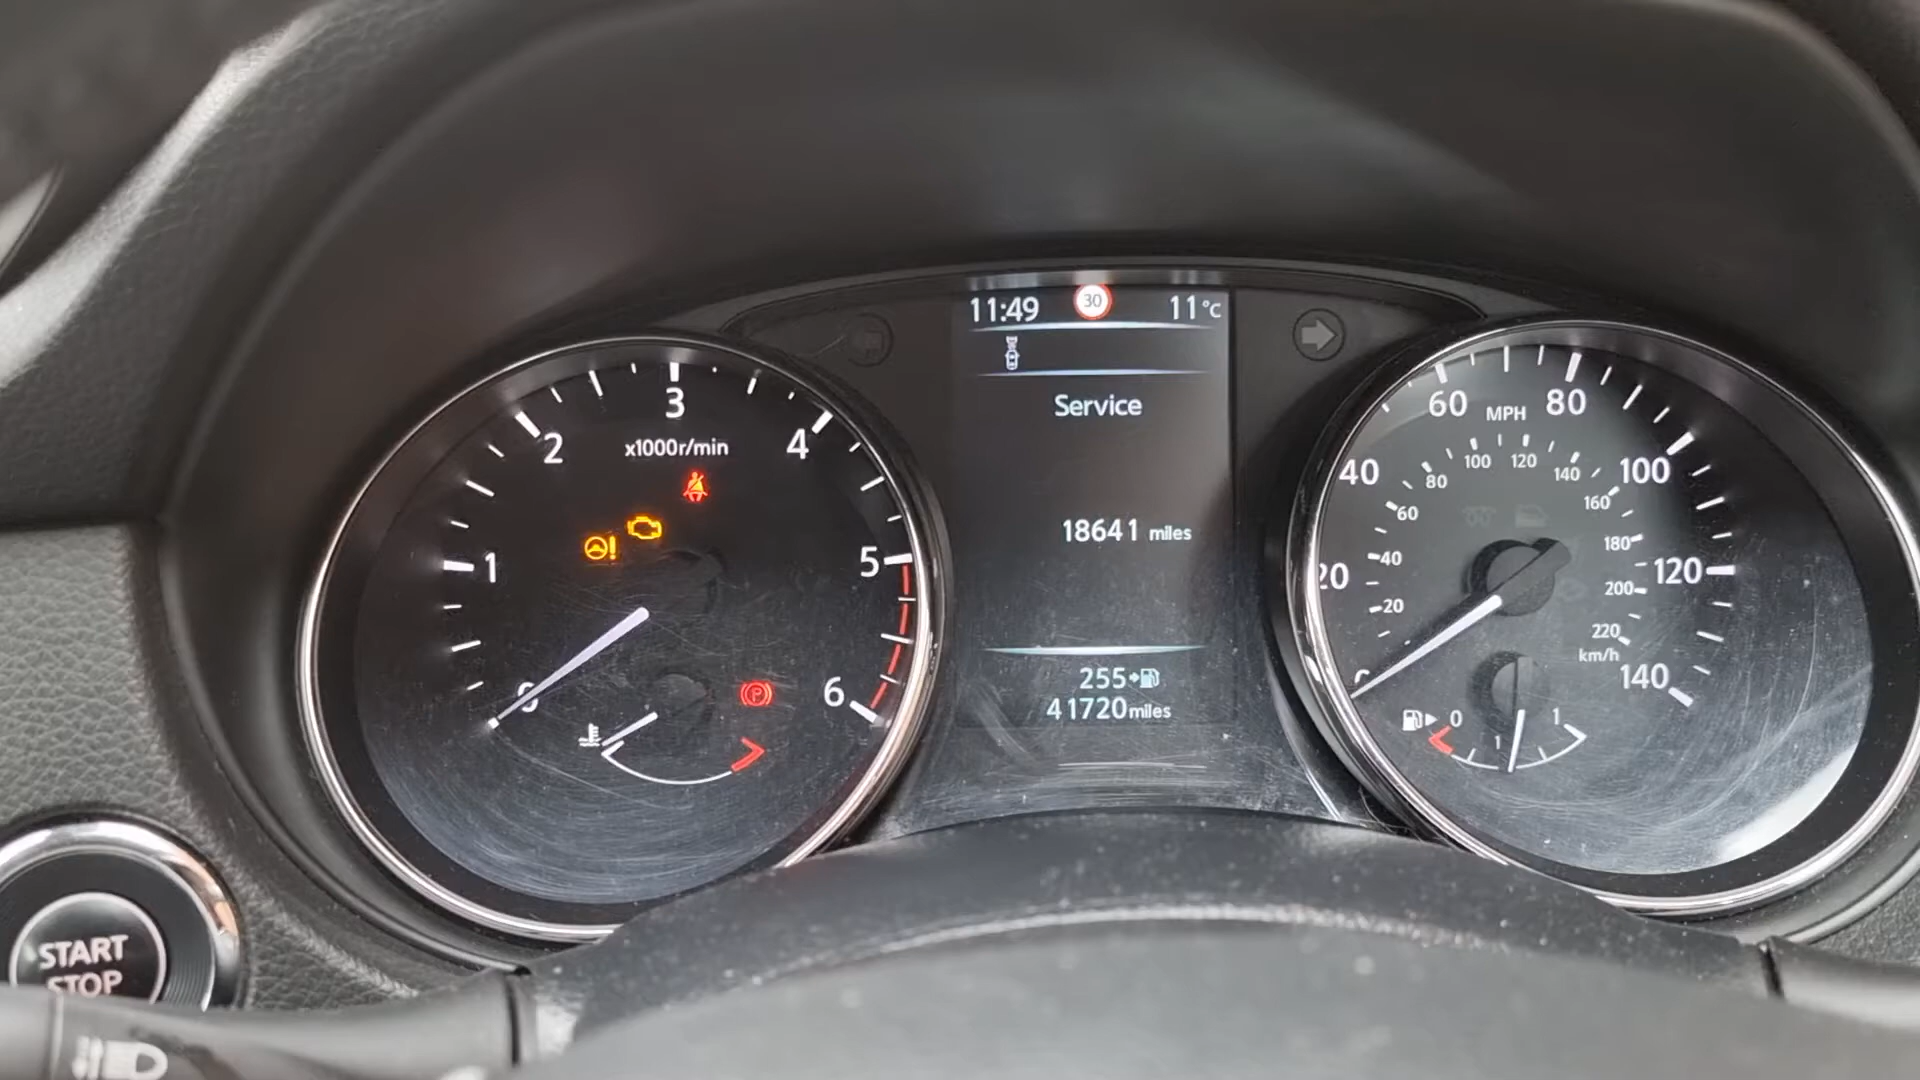 11:49 30 11°C
Service
18641 miles
255
41720 miles
0 1 2 3 4 5 6
x1000r/min
P
20 40 60 80 100 120 140
MPH
20 40 60 80 100 120 140 160 180 200 220
km/h
0 1 1
START
STOP